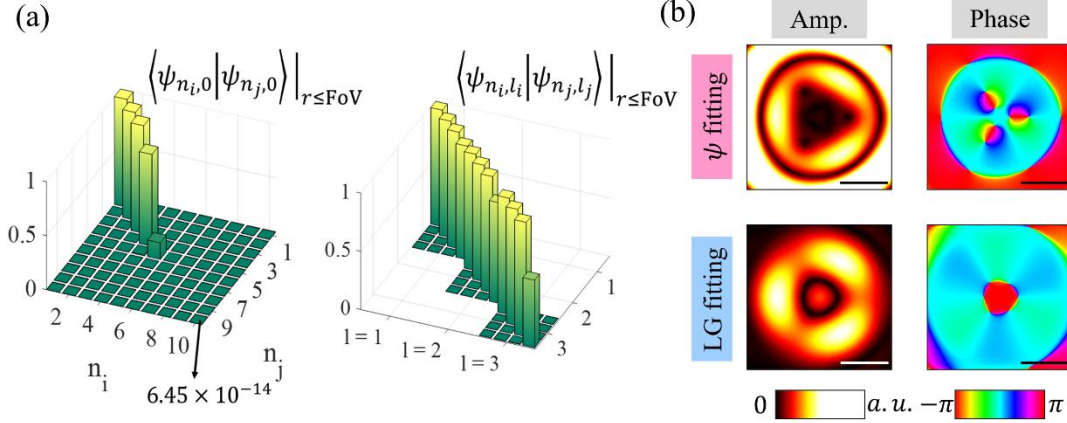 (a)
⟨ψ_{n_i,0}|ψ_{n_j,0}⟩|_{r≤FoV}
1
0.5
0
2 4 6 8 10
n_i
1
3
5
7
9
n_j
6.45 × 10^{−14}
⟨ψ_{n_i,l_i}|ψ_{n_j,l_j}⟩|_{r≤FoV}
1
0.5
0
l = 1 l = 2 l = 3
1
2
3
(b)
Amp. Phase
ψ fitting
LG fitting
0 a.u. −π π